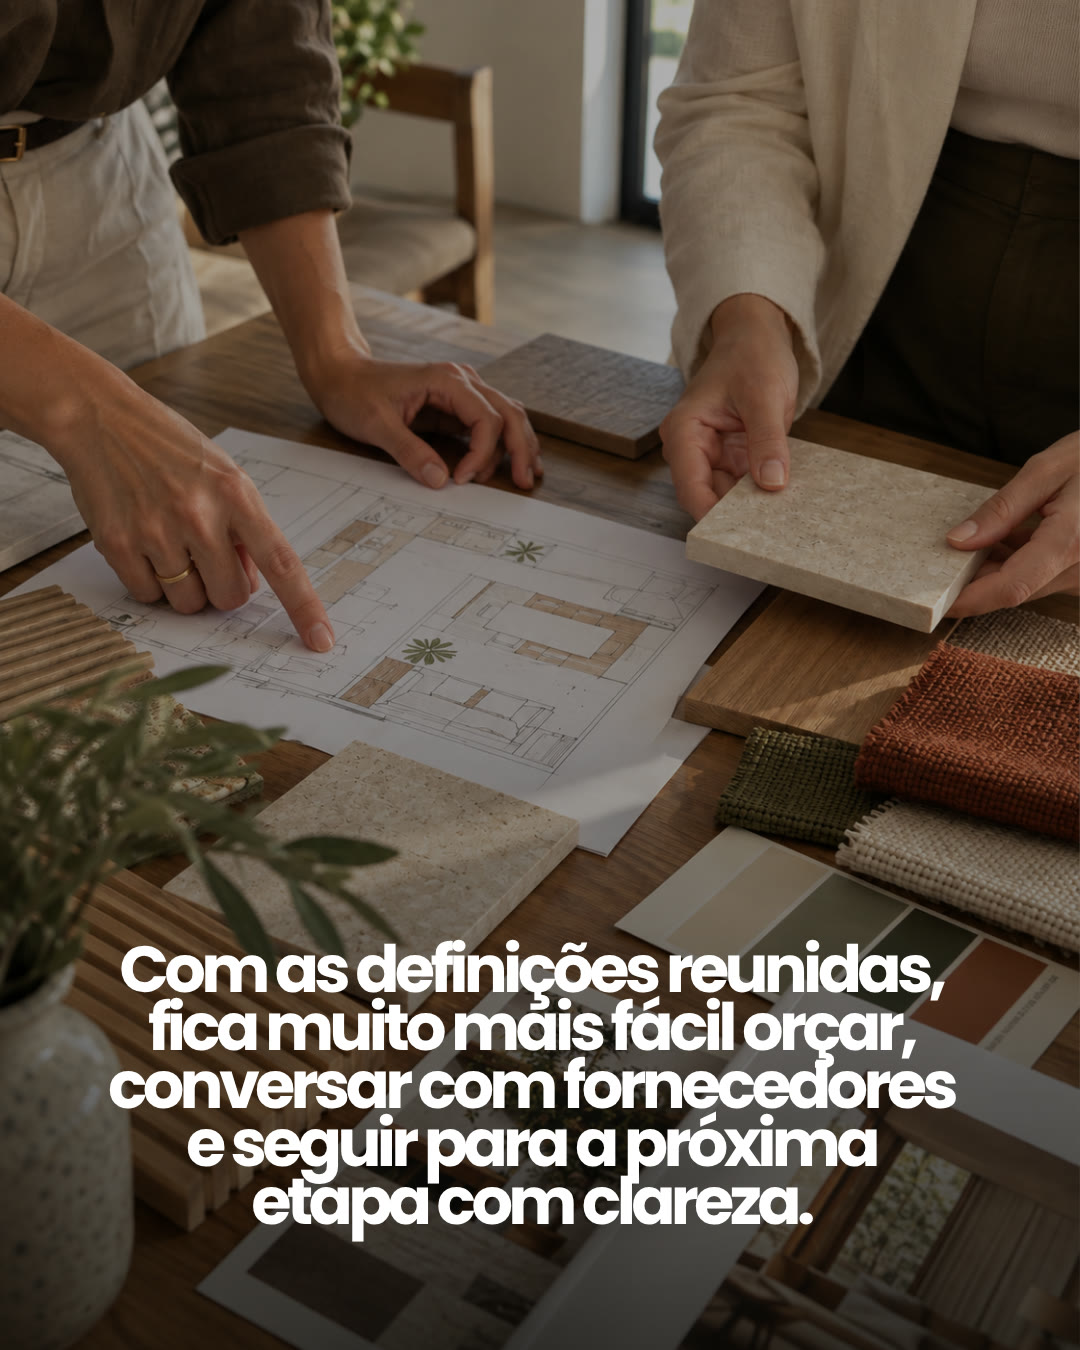 Com as definições reunidas,
fica muito mais fácil orçar,
conversar com fornecedores
e seguir para a próxima
etapa com clareza.